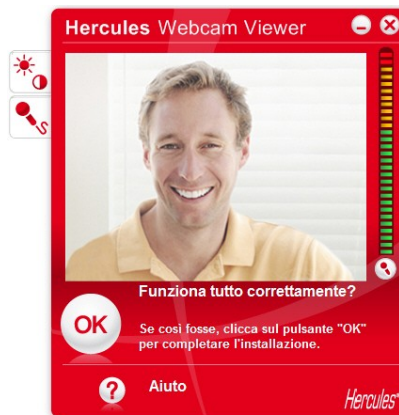 Hercules Webcam Viewer
Funziona tutto correttamente?
OK
Se così fosse, clicca sul pulsante "OK"
per completare l'installazione.
?
Aiuto
Hercules